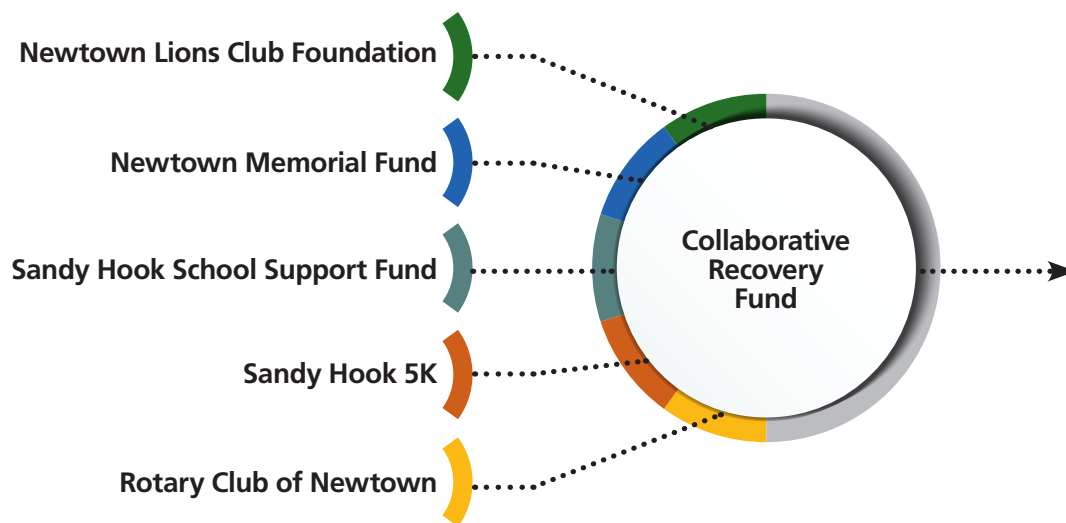 Newtown Lions Club Foundation
Newtown Memorial Fund
Sandy Hook School Support Fund
Sandy Hook 5K
Rotary Club of Newtown
Collaborative
Recovery
Fund